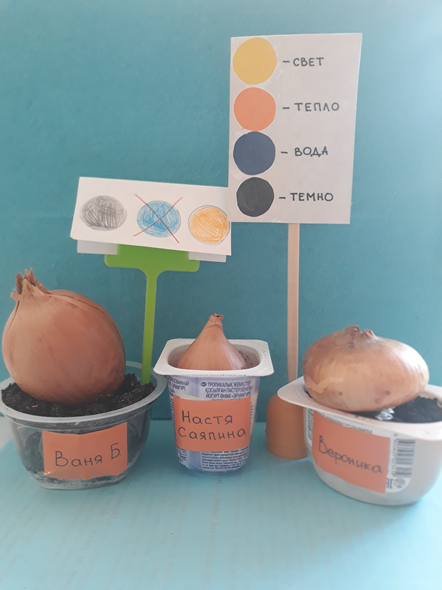 - СВЕТ
- ТЕПЛО
- ВОДА
- ТЕМНО
Ваня Б
Настя
Саяпина
Вероника